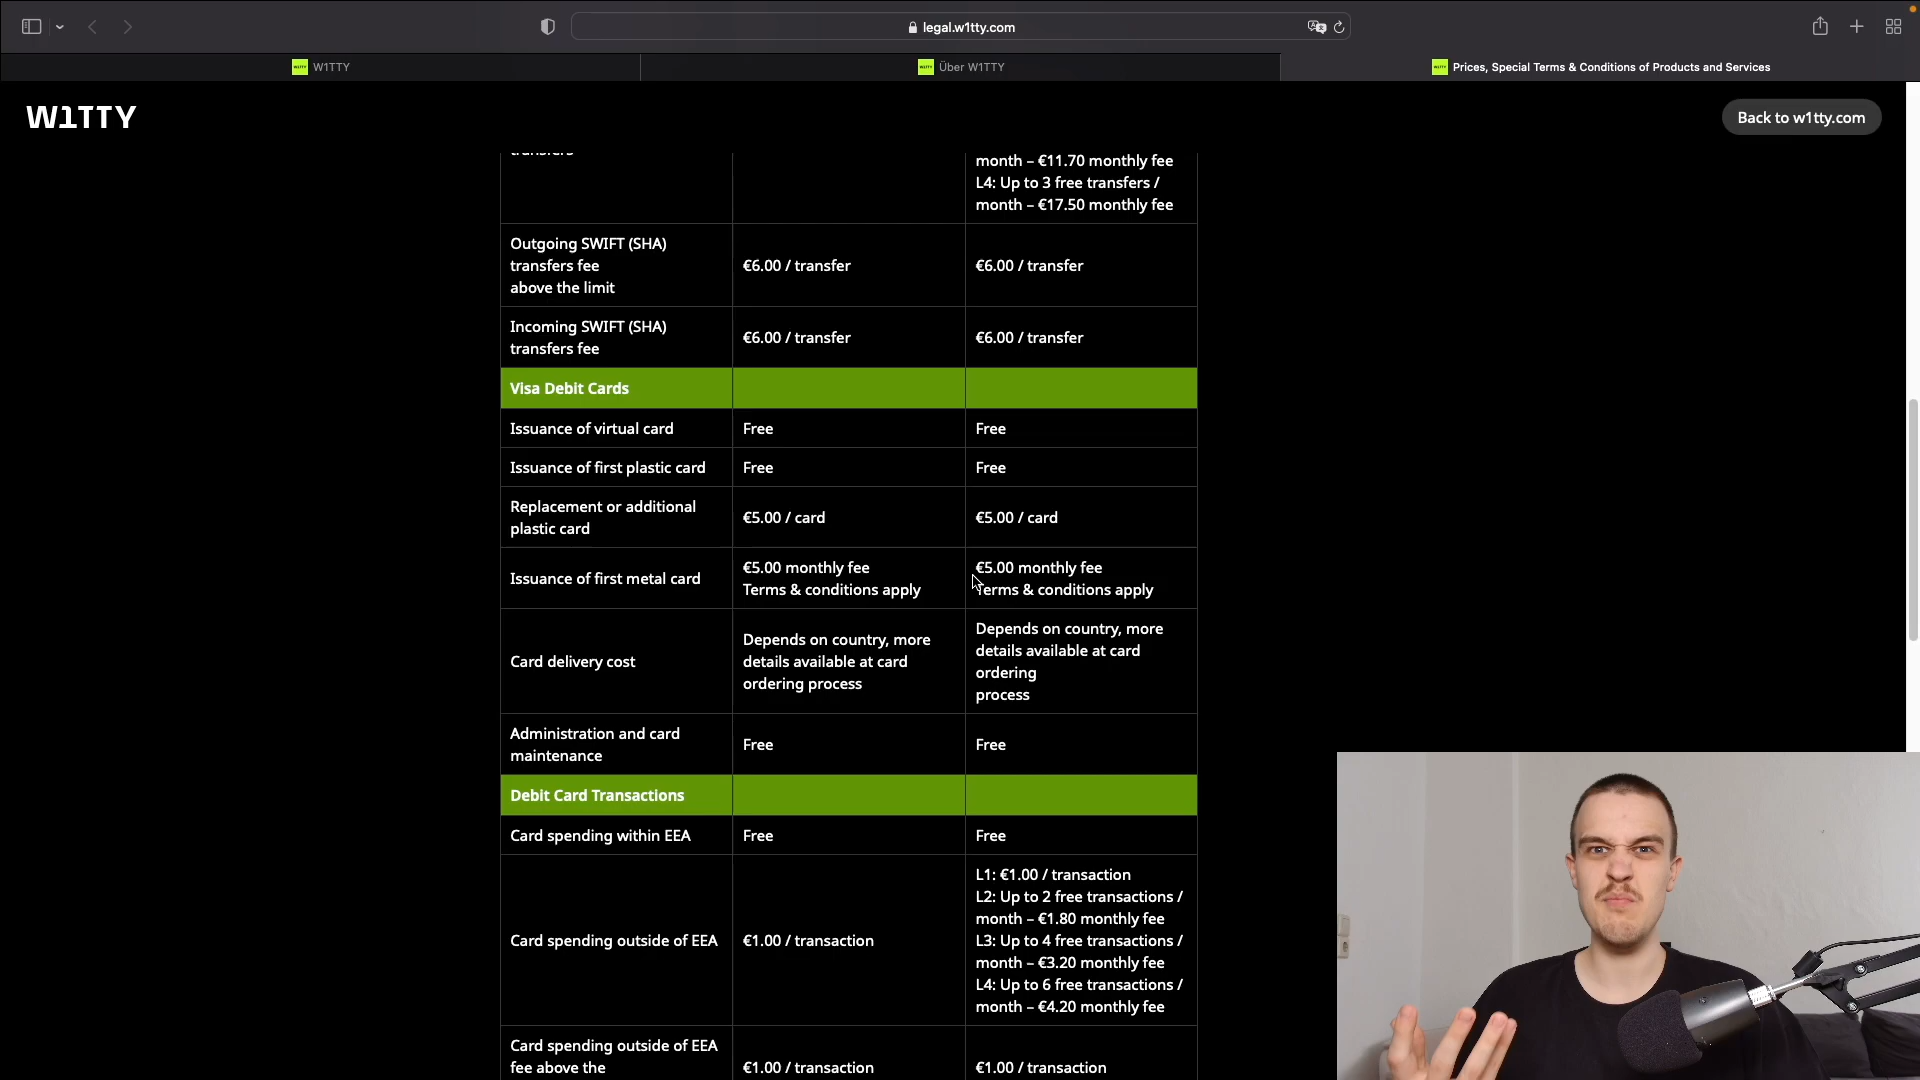 legal.w1tty.com
W1TTY
Über W1TTY
Prices, Special Terms & Conditions of Products and Services
W1TTY
Back to w1tty.com
month – €11.70 monthly fee
L4: Up to 3 free transfers /
month – €17.50 monthly fee
Outgoing SWIFT (SHA)
transfers fee
above the limit
€6.00 / transfer
€6.00 / transfer
Incoming SWIFT (SHA)
transfers fee
€6.00 / transfer
€6.00 / transfer
Visa Debit Cards
Issuance of virtual card
Free
Free
Issuance of first plastic card
Free
Free
Replacement or additional
plastic card
€5.00 / card
€5.00 / card
Issuance of first metal card
€5.00 monthly fee
Terms & conditions apply
€5.00 monthly fee
Terms & conditions apply
Card delivery cost
Depends on country, more
details available at card
ordering process
Depends on country, more
details available at card
ordering
process
Administration and card
maintenance
Free
Free
Debit Card Transactions
Card spending within EEA
Free
Free
Card spending outside of EEA
€1.00 / transaction
L1: €1.00 / transaction
L2: Up to 2 free transactions /
month – €1.80 monthly fee
L3: Up to 4 free transactions /
month – €3.20 monthly fee
L4: Up to 6 free transactions /
month – €4.20 monthly fee
Card spending outside of EEA
fee above the
€1.00 / transaction
€1.00 / transaction